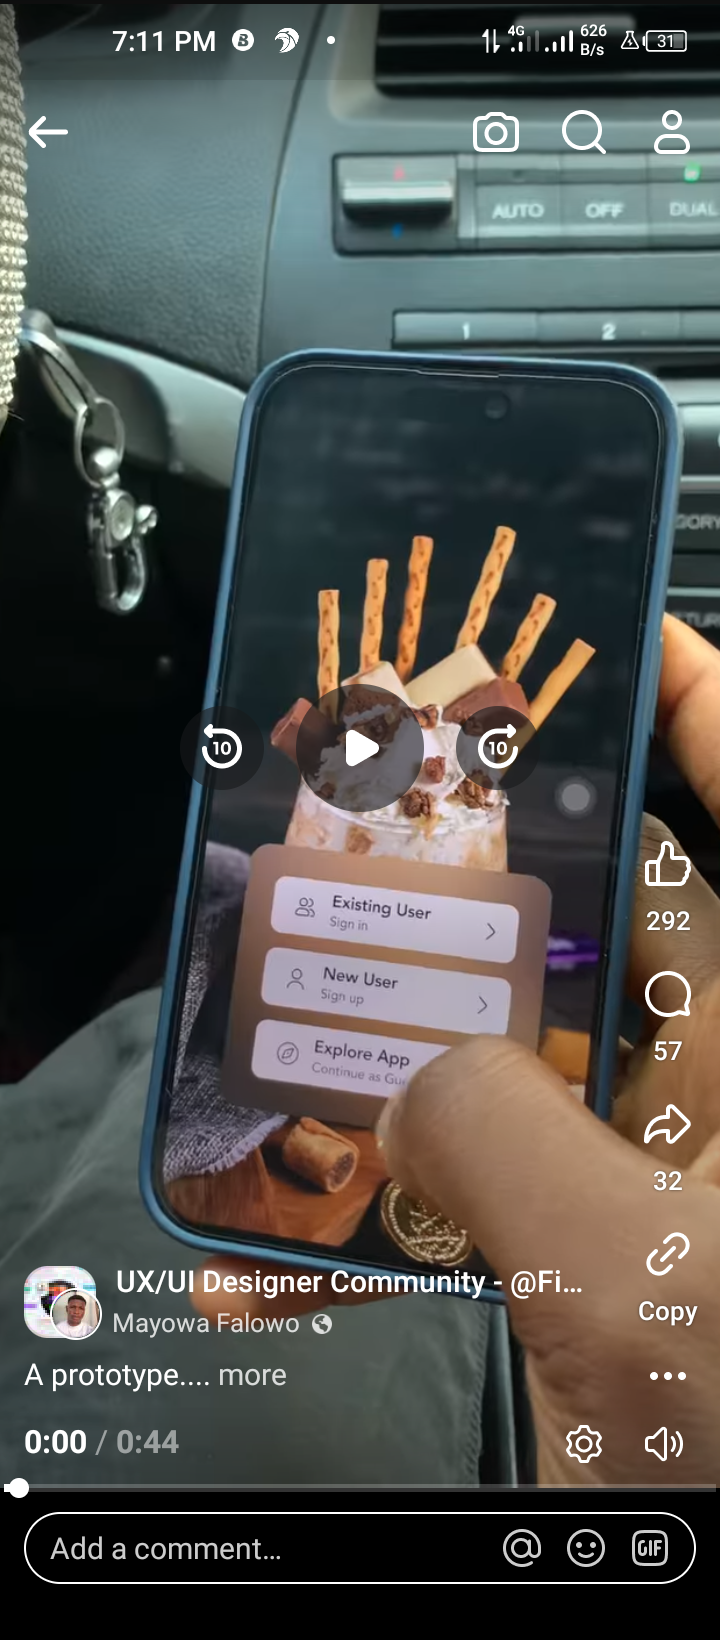 7:11 PM
4G
626
B/s
31
AUTO
OFF
DUAL
1
2
10
10
Existing User
Sign in
New User
Sign up
Explore App
Continue as Gu
292
57
32
Copy
UX/UI Designer Community - @Fi...
Mayowa Falowo
A prototype.... more
0:00 / 0:44
Add a comment...
GIF